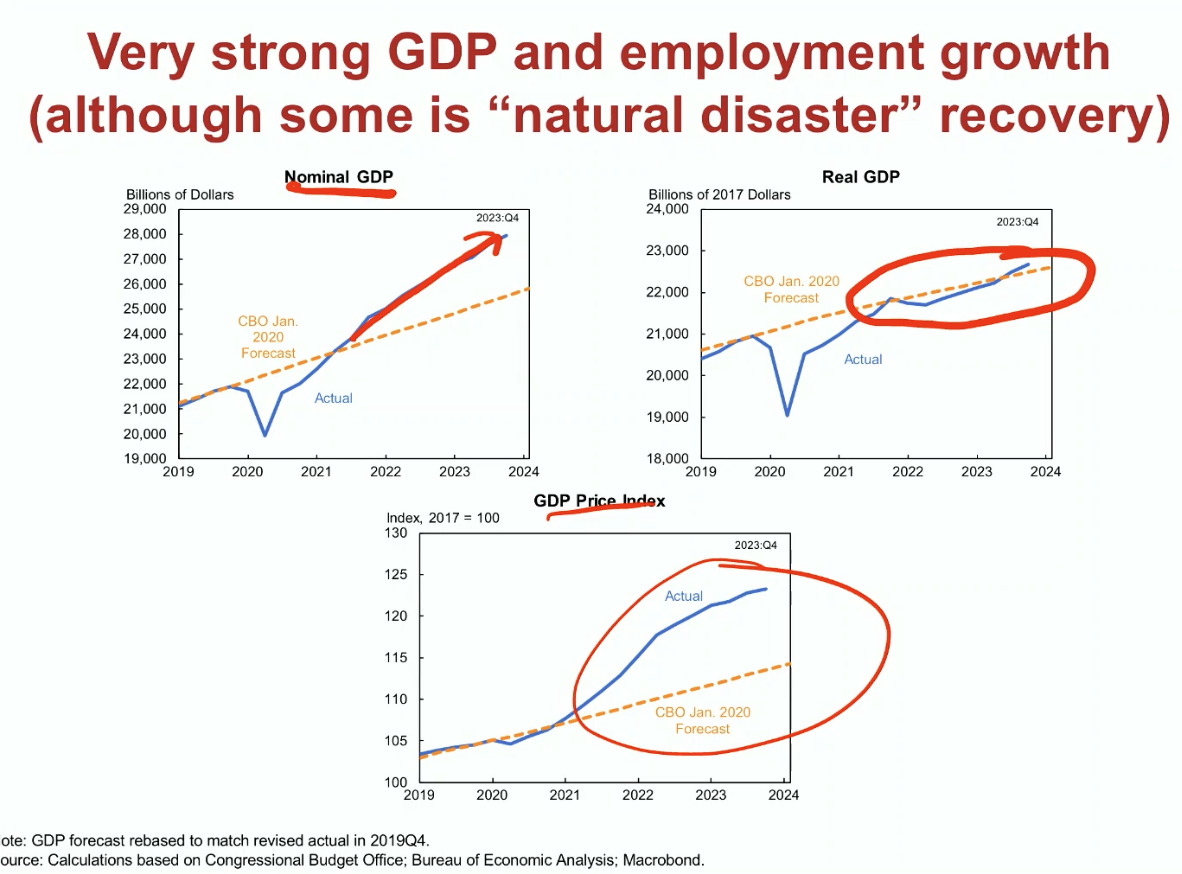 Very strong GDP and employment growth
(although some is “natural disaster” recovery)
Nominal GDP
Billions of Dollars
29,000
28,000
27,000
26,000
25,000
24,000
23,000
22,000
21,000
20,000
19,000
2023:Q4
CBO Jan.
2020
Forecast
Actual
2019 2020 2021 2022 2023 2024
Real GDP
Billions of 2017 Dollars
24,000
23,000
22,000
21,000
20,000
19,000
18,000
2023:Q4
CBO Jan. 2020
Forecast
Actual
2019 2020 2021 2022 2023 2024
GDP Price Index
Index, 2017 = 100
130
125
120
115
110
105
100
2023:Q4
Actual
CBO Jan. 2020
Forecast
2019 2020 2021 2022 2023 2024
ote: GDP forecast rebased to match revised actual in 2019Q4.
ource: Calculations based on Congressional Budget Office; Bureau of Economic Analysis; Macrobond.